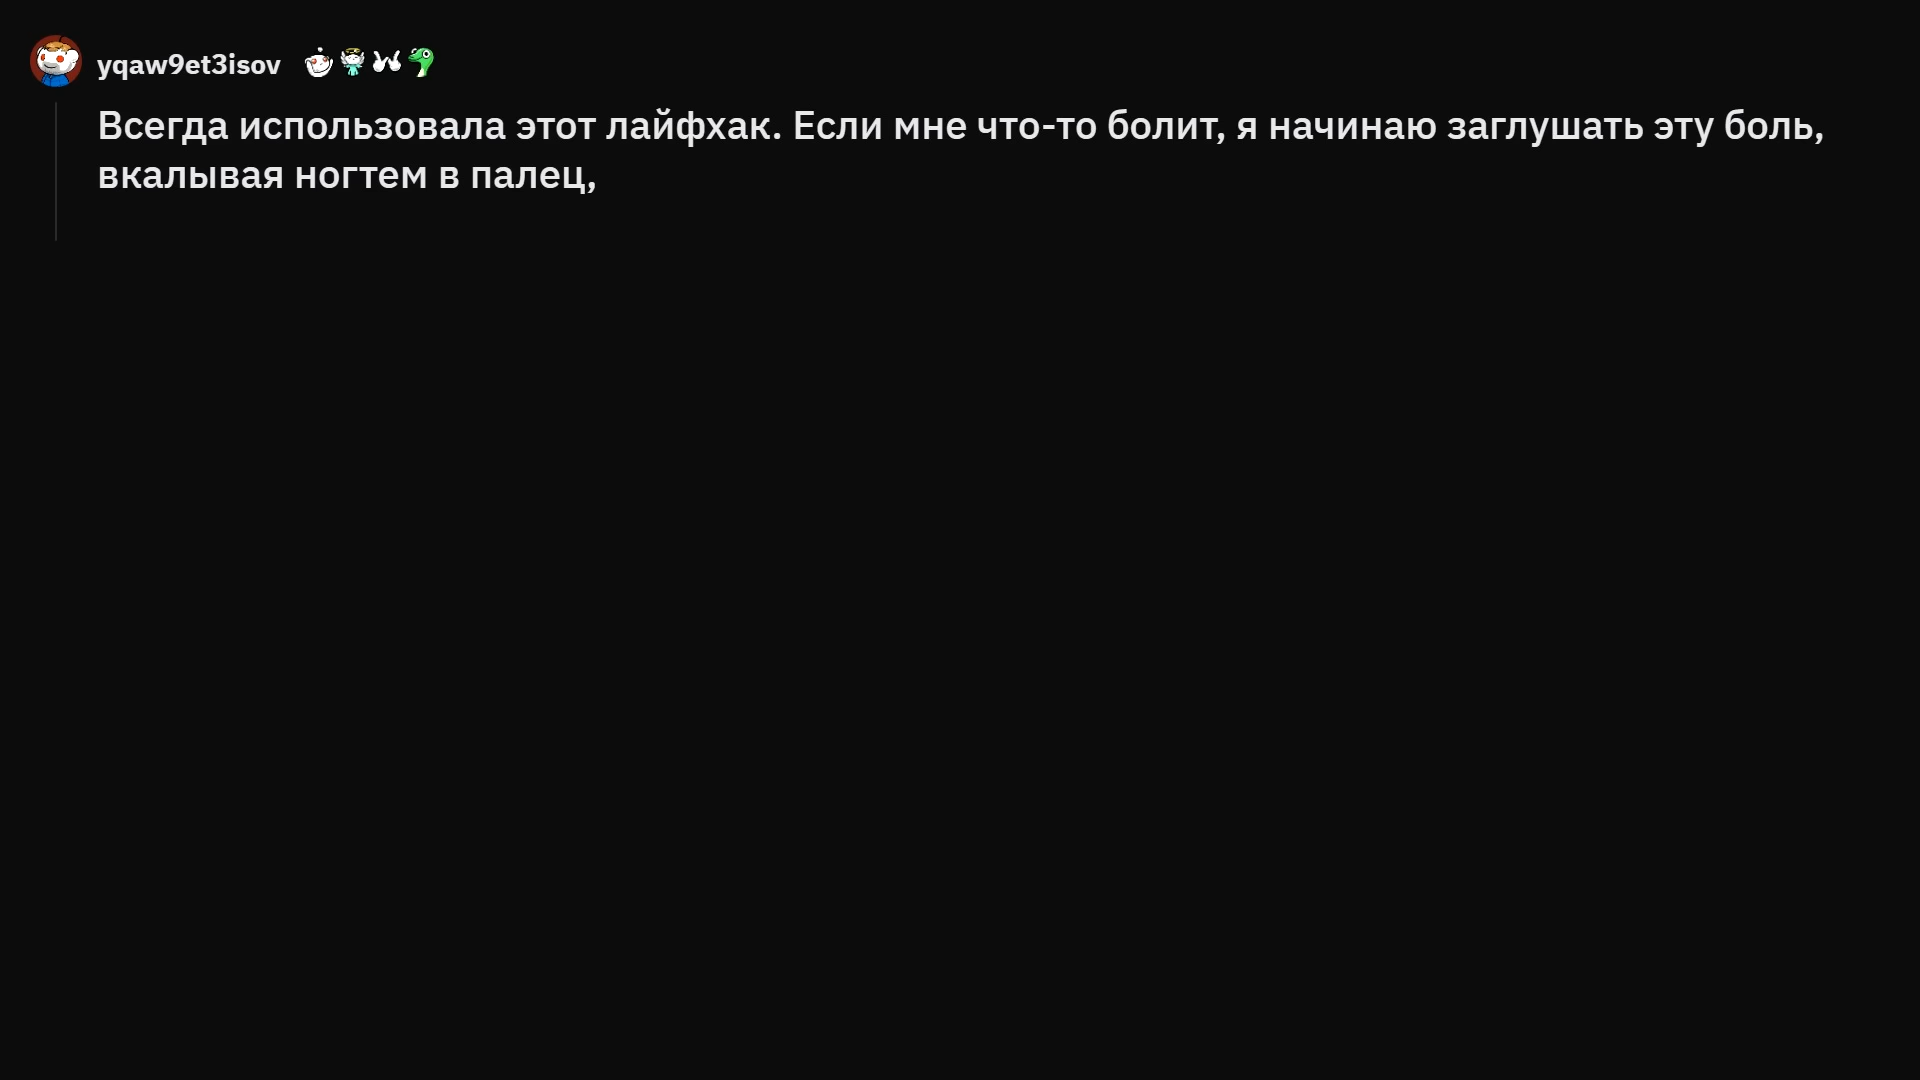 yqaw9et3isov
Всегда использовала этот лайфхак. Если мне что-то болит, я начинаю заглушать эту боль,
вкалывая ногтем в палец,